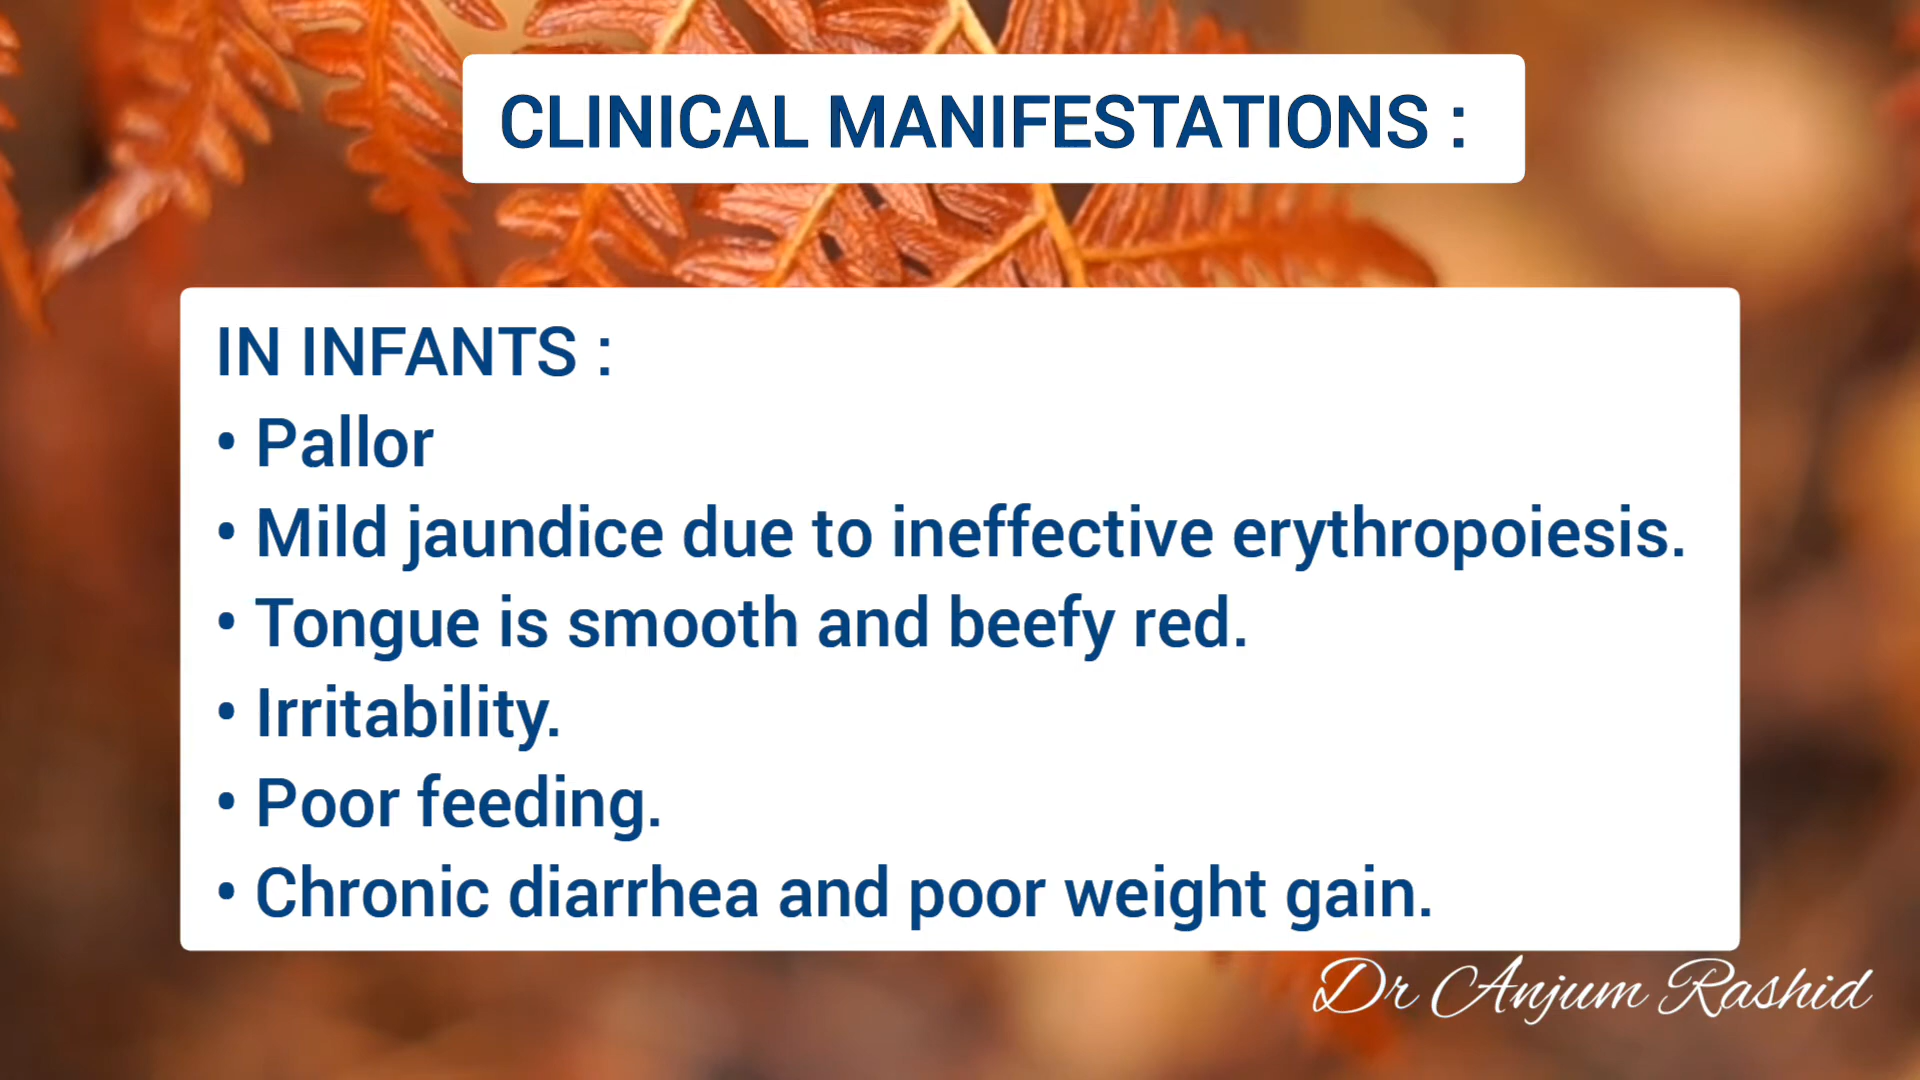 CLINICAL MANIFESTATIONS :
IN INFANTS :
• Pallor
• Mild jaundice due to ineffective erythropoiesis.
• Tongue is smooth and beefy red.
• Irritability.
• Poor feeding.
• Chronic diarrhea and poor weight gain.
Dr Anjum Rashid